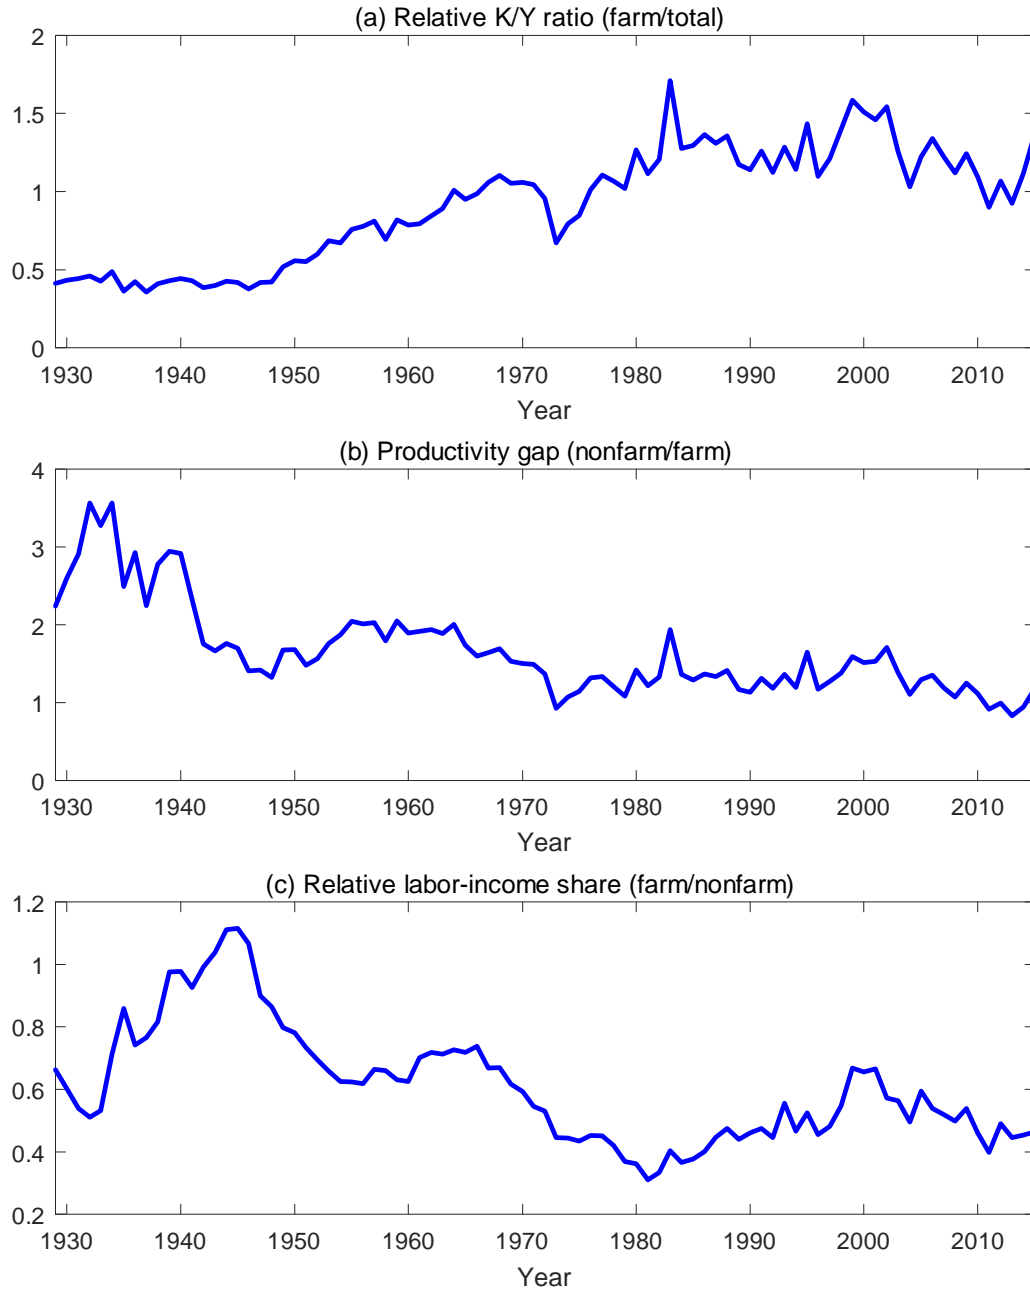 (a) Relative K/Y ratio (farm/total)
2
1.5
1
0.5
0
1930 1940 1950 1960 1970 1980 1990 2000 2010
Year
(b) Productivity gap (nonfarm/farm)
4
3
2
1
0
1930 1940 1950 1960 1970 1980 1990 2000 2010
Year
(c) Relative labor-income share (farm/nonfarm)
1.2
1
0.8
0.6
0.4
0.2
1930 1940 1950 1960 1970 1980 1990 2000 2010
Year